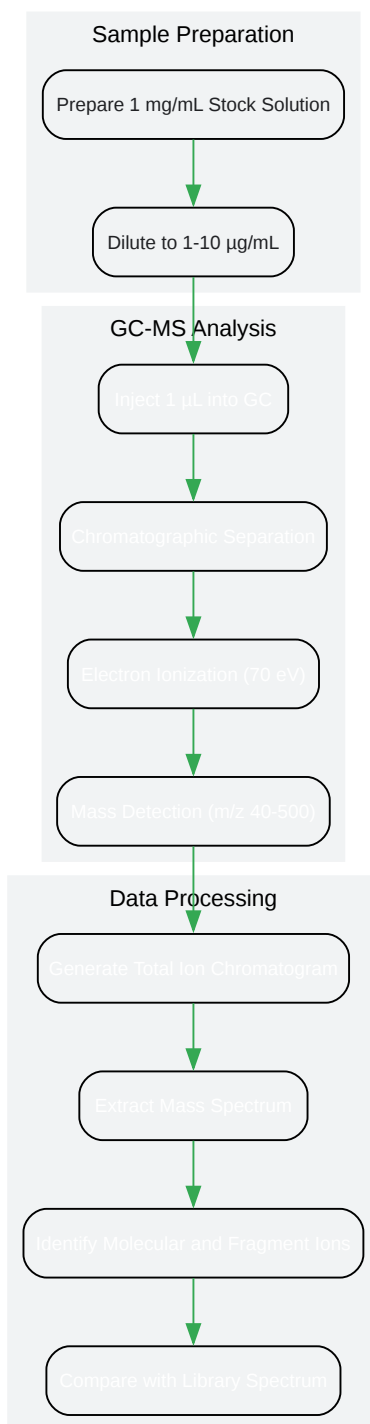 Sample Preparation
Prepare 1 mg/mL Stock Solution
Dilute to 1-10 µg/mL
GC-MS Analysis
Inject 1 µL into GC
Chromatographic Separation
Electron Ionization (70 eV)
Mass Detection (m/z 40-500)
Data Processing
Generate Total Ion Chromatogram
Extract Mass Spectrum
Identify Molecular and Fragment Ions
Compare with Library Spectrum